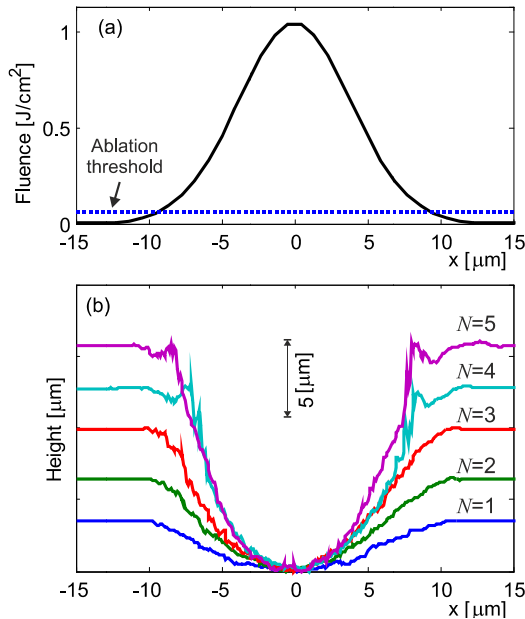 (a)
Fluence [J/cm²]
1
0.5
0
Ablation
threshold
-15 -10 -5 0 5 10 15
x [μm]
(b)
Height [μm]
5 [μm]
N=5
N=4
N=3
N=2
N=1
-15 -10 -5 0 5 10 15
x [μm]